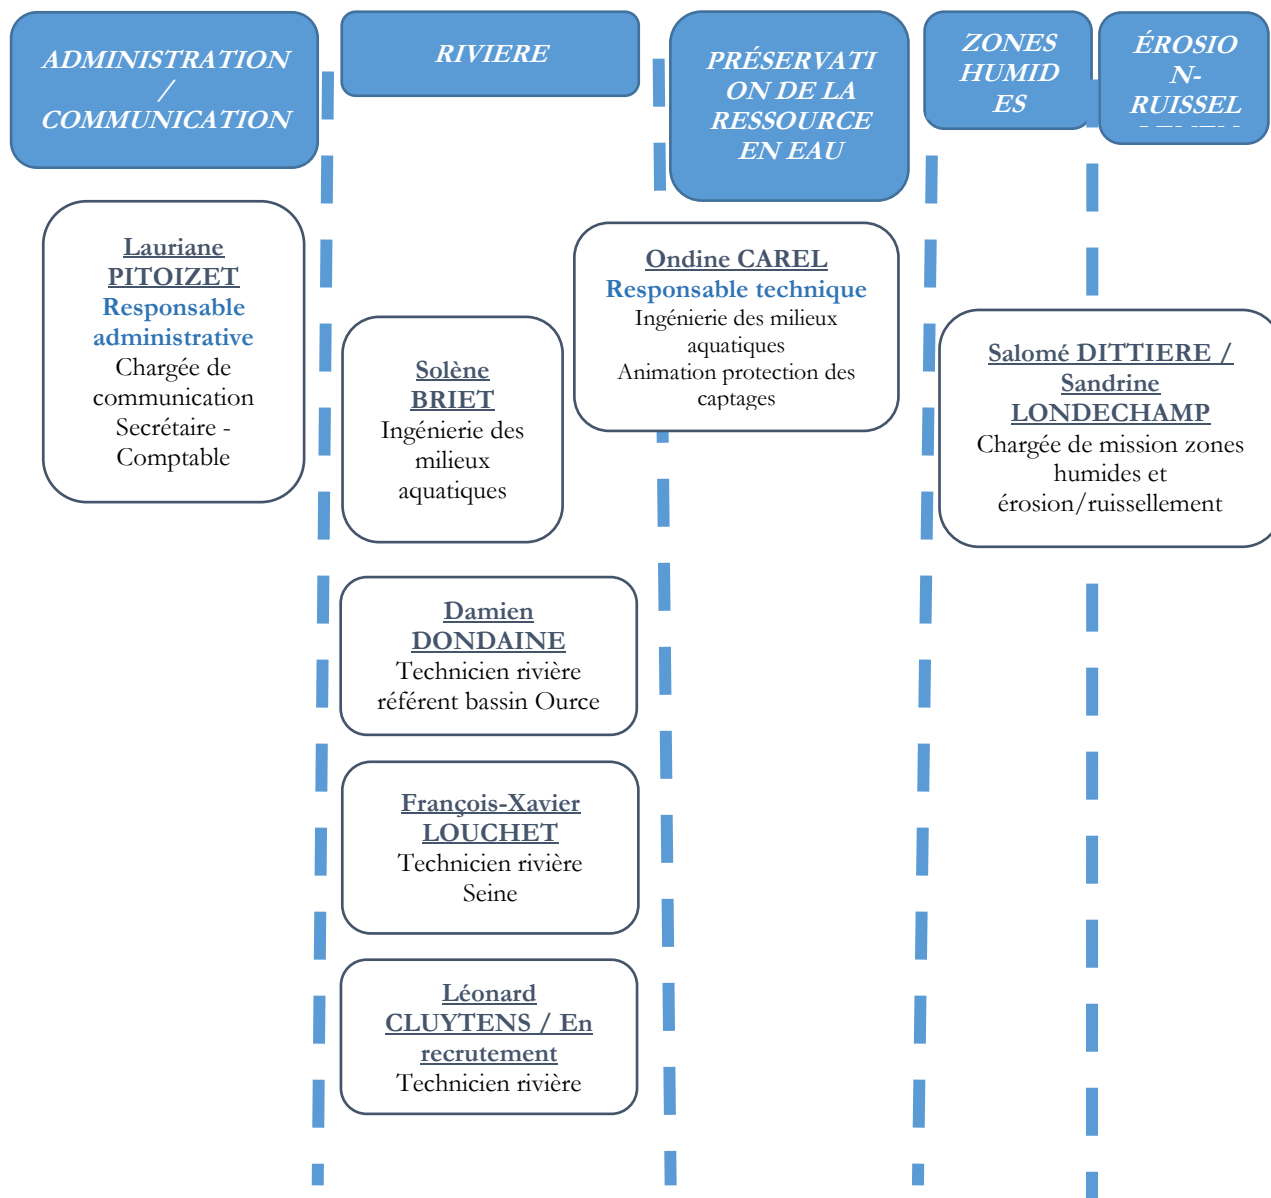 ADMINISTRATION
/
COMMUNICATION
RIVIERE
PRÉSERVATI
ON DE LA
RESSOURCE
EN EAU
ZONES
HUMID
ES
ÉROSIO
N-
RUISSEL
Lauriane
PITOIZET
Responsable
administrative
Chargée de
communication
Secrétaire -
Comptable
Solène
BRIET
Ingénierie des
milieux
aquatiques
Ondine CAREL
Responsable technique
Ingénierie des milieux
aquatiques
Animation protection des
captages
Salomé DITTIERE /
Sandrine
LONDECHAMP
Chargée de mission zones
humides et
érosion/ruissellement
Damien
DONDAINE
Technicien rivière
référent bassin Ource
François-Xavier
LOUCHET
Technicien rivière
Seine
Léonard
CLUYTENS / En
recrutement
Technicien rivière